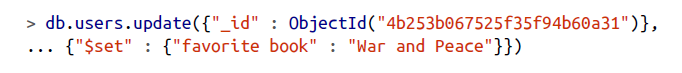 > db.users.update({"_id" : ObjectId("4b253b067525f35f94b60a31")},
... {"$set" : {"favorite book" : "War and Peace"}})